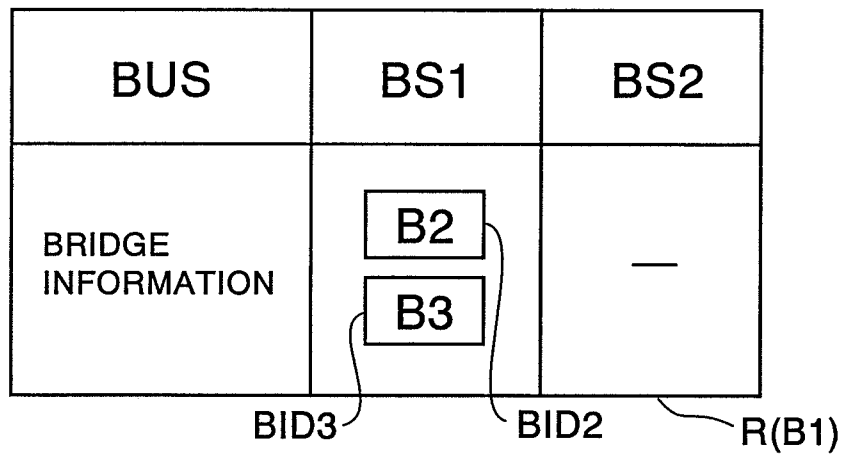 BUS BS1 BS2
BRIDGE
INFORMATION
B2
B3
—
BID3 BID2 R(B1)